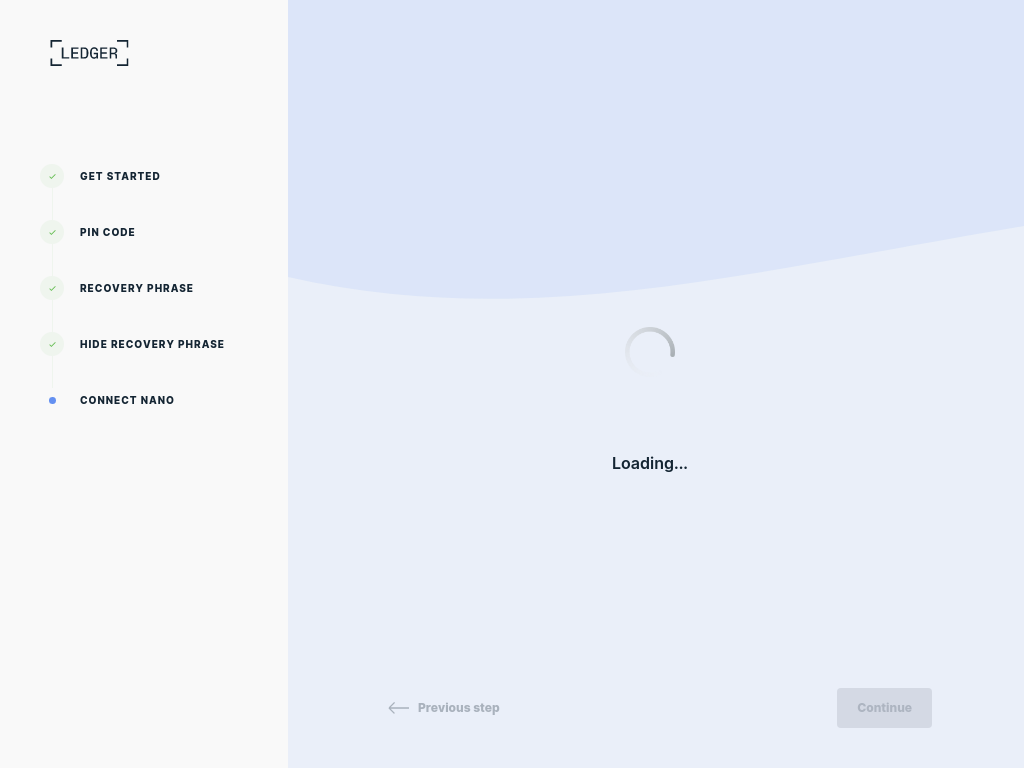 LEDGER
GET STARTED
PIN CODE
RECOVERY PHRASE
HIDE RECOVERY PHRASE
CONNECT NANO
Loading...
Previous step
Continue